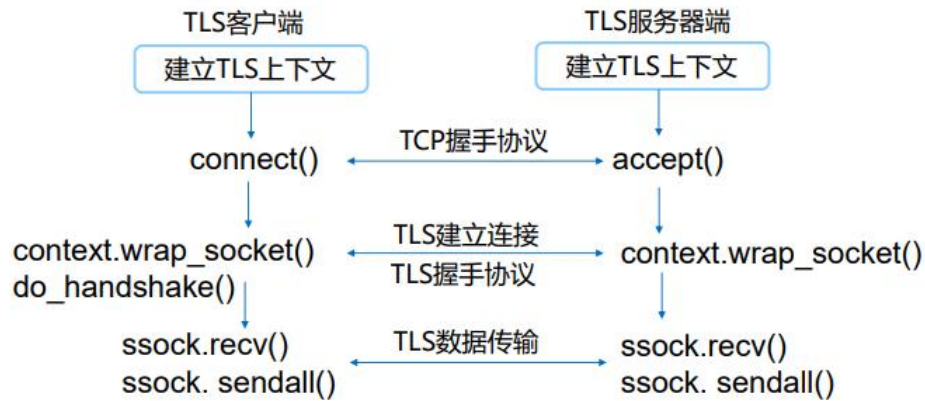 TLS客户端
TLS服务器端
建立TLS上下文
建立TLS上下文
connect()
TCP握手协议
accept()
context.wrap_socket()
do_handshake()
TLS建立连接
TLS握手协议
context.wrap_socket()
ssock.recv()
ssock. sendall()
TLS数据传输
ssock.recv()
ssock. sendall()